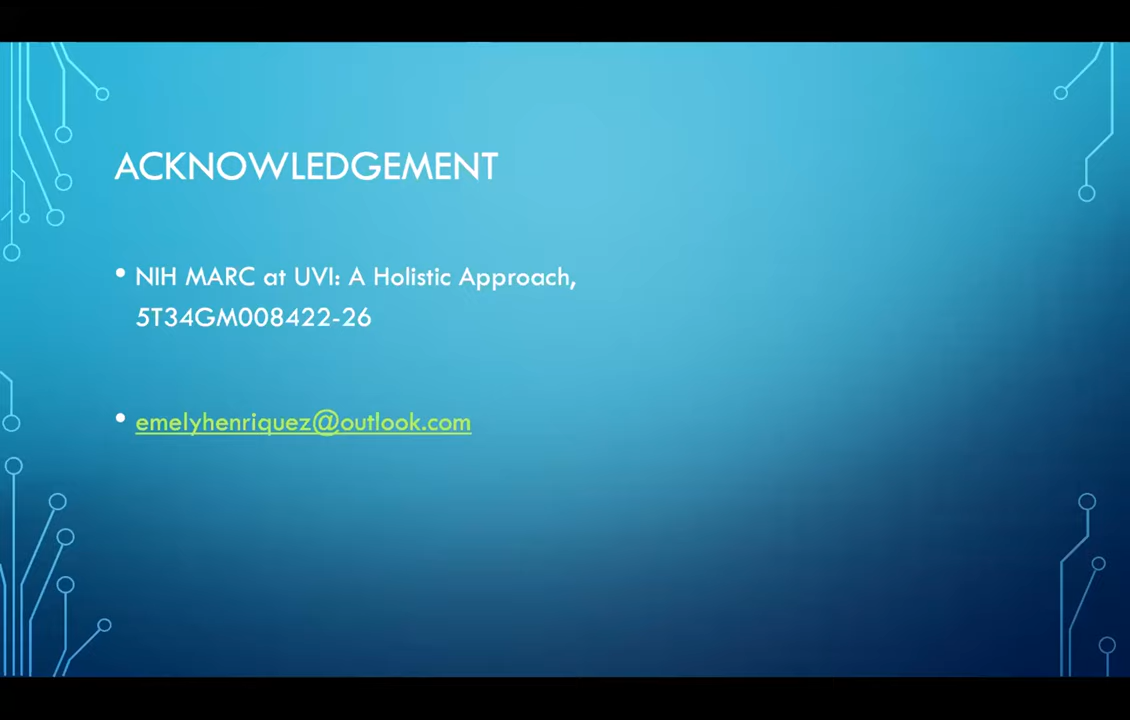 ACKNOWLEDGEMENT
• NIH MARC at UVI: A Holistic Approach,
5T34GM008422-26
• emelyhenriquez@outlook.com